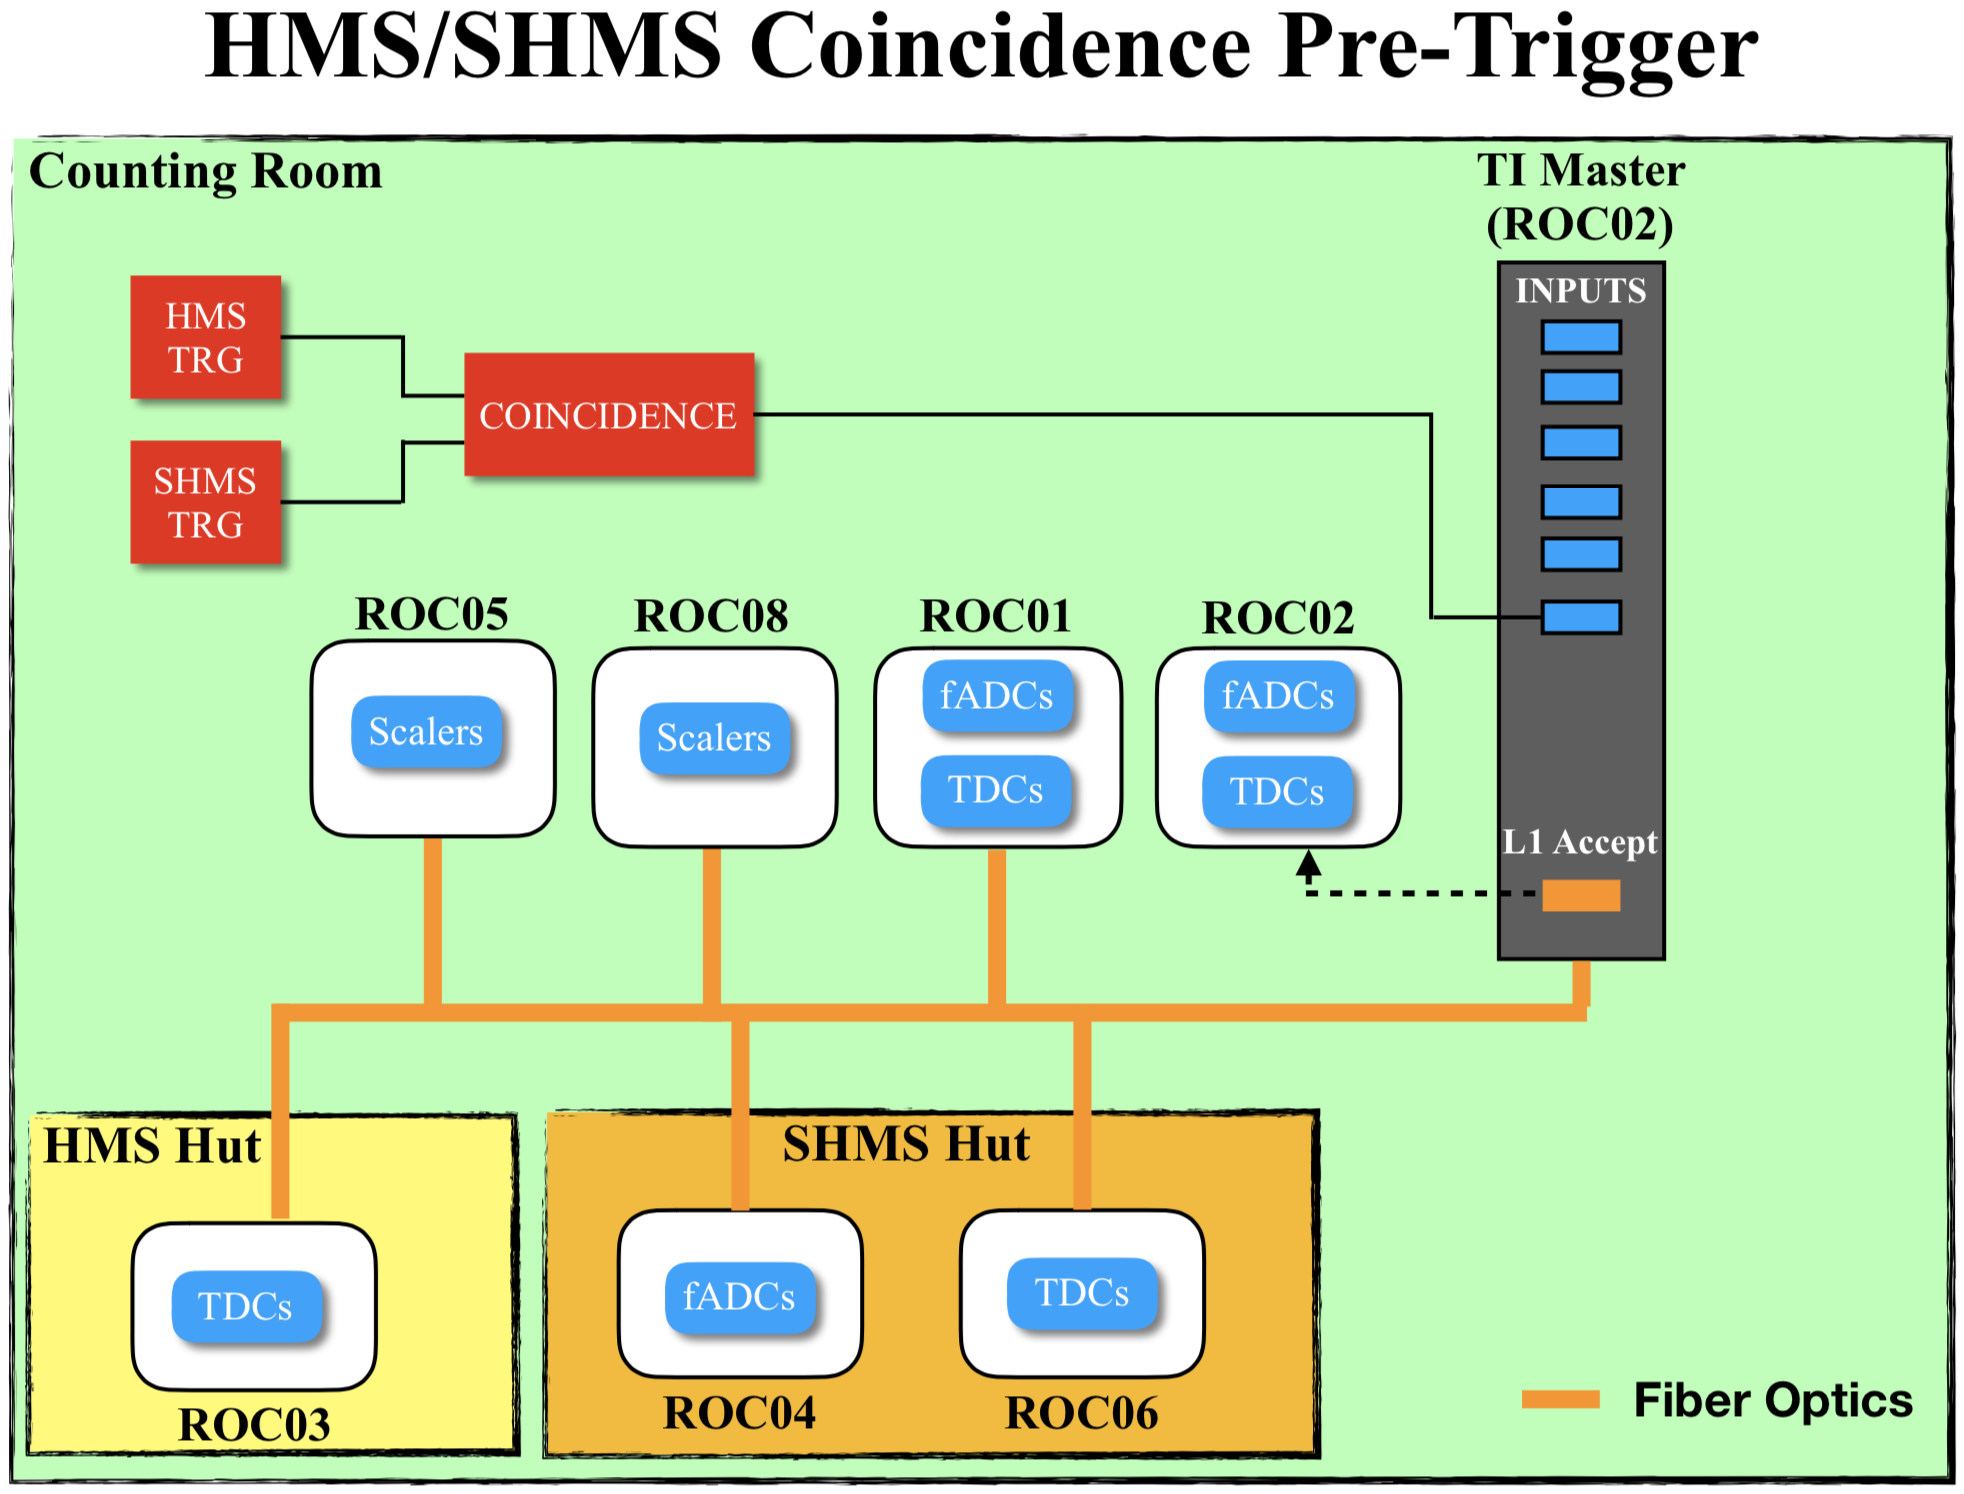 HMS/SHMS Coincidence Pre-Trigger
Counting Room
TI Master
(ROC02)
INPUTS
HMS
TRG
COINCIDENCE
SHMS
TRG
ROC05
ROC08
ROC01
ROC02
Scalers
Scalers
fADCs
TDCs
fADCs
TDCs
L1 Accept
HMS Hut
SHMS Hut
TDCs
fADCs
TDCs
ROC03
ROC04
ROC06
Fiber Optics